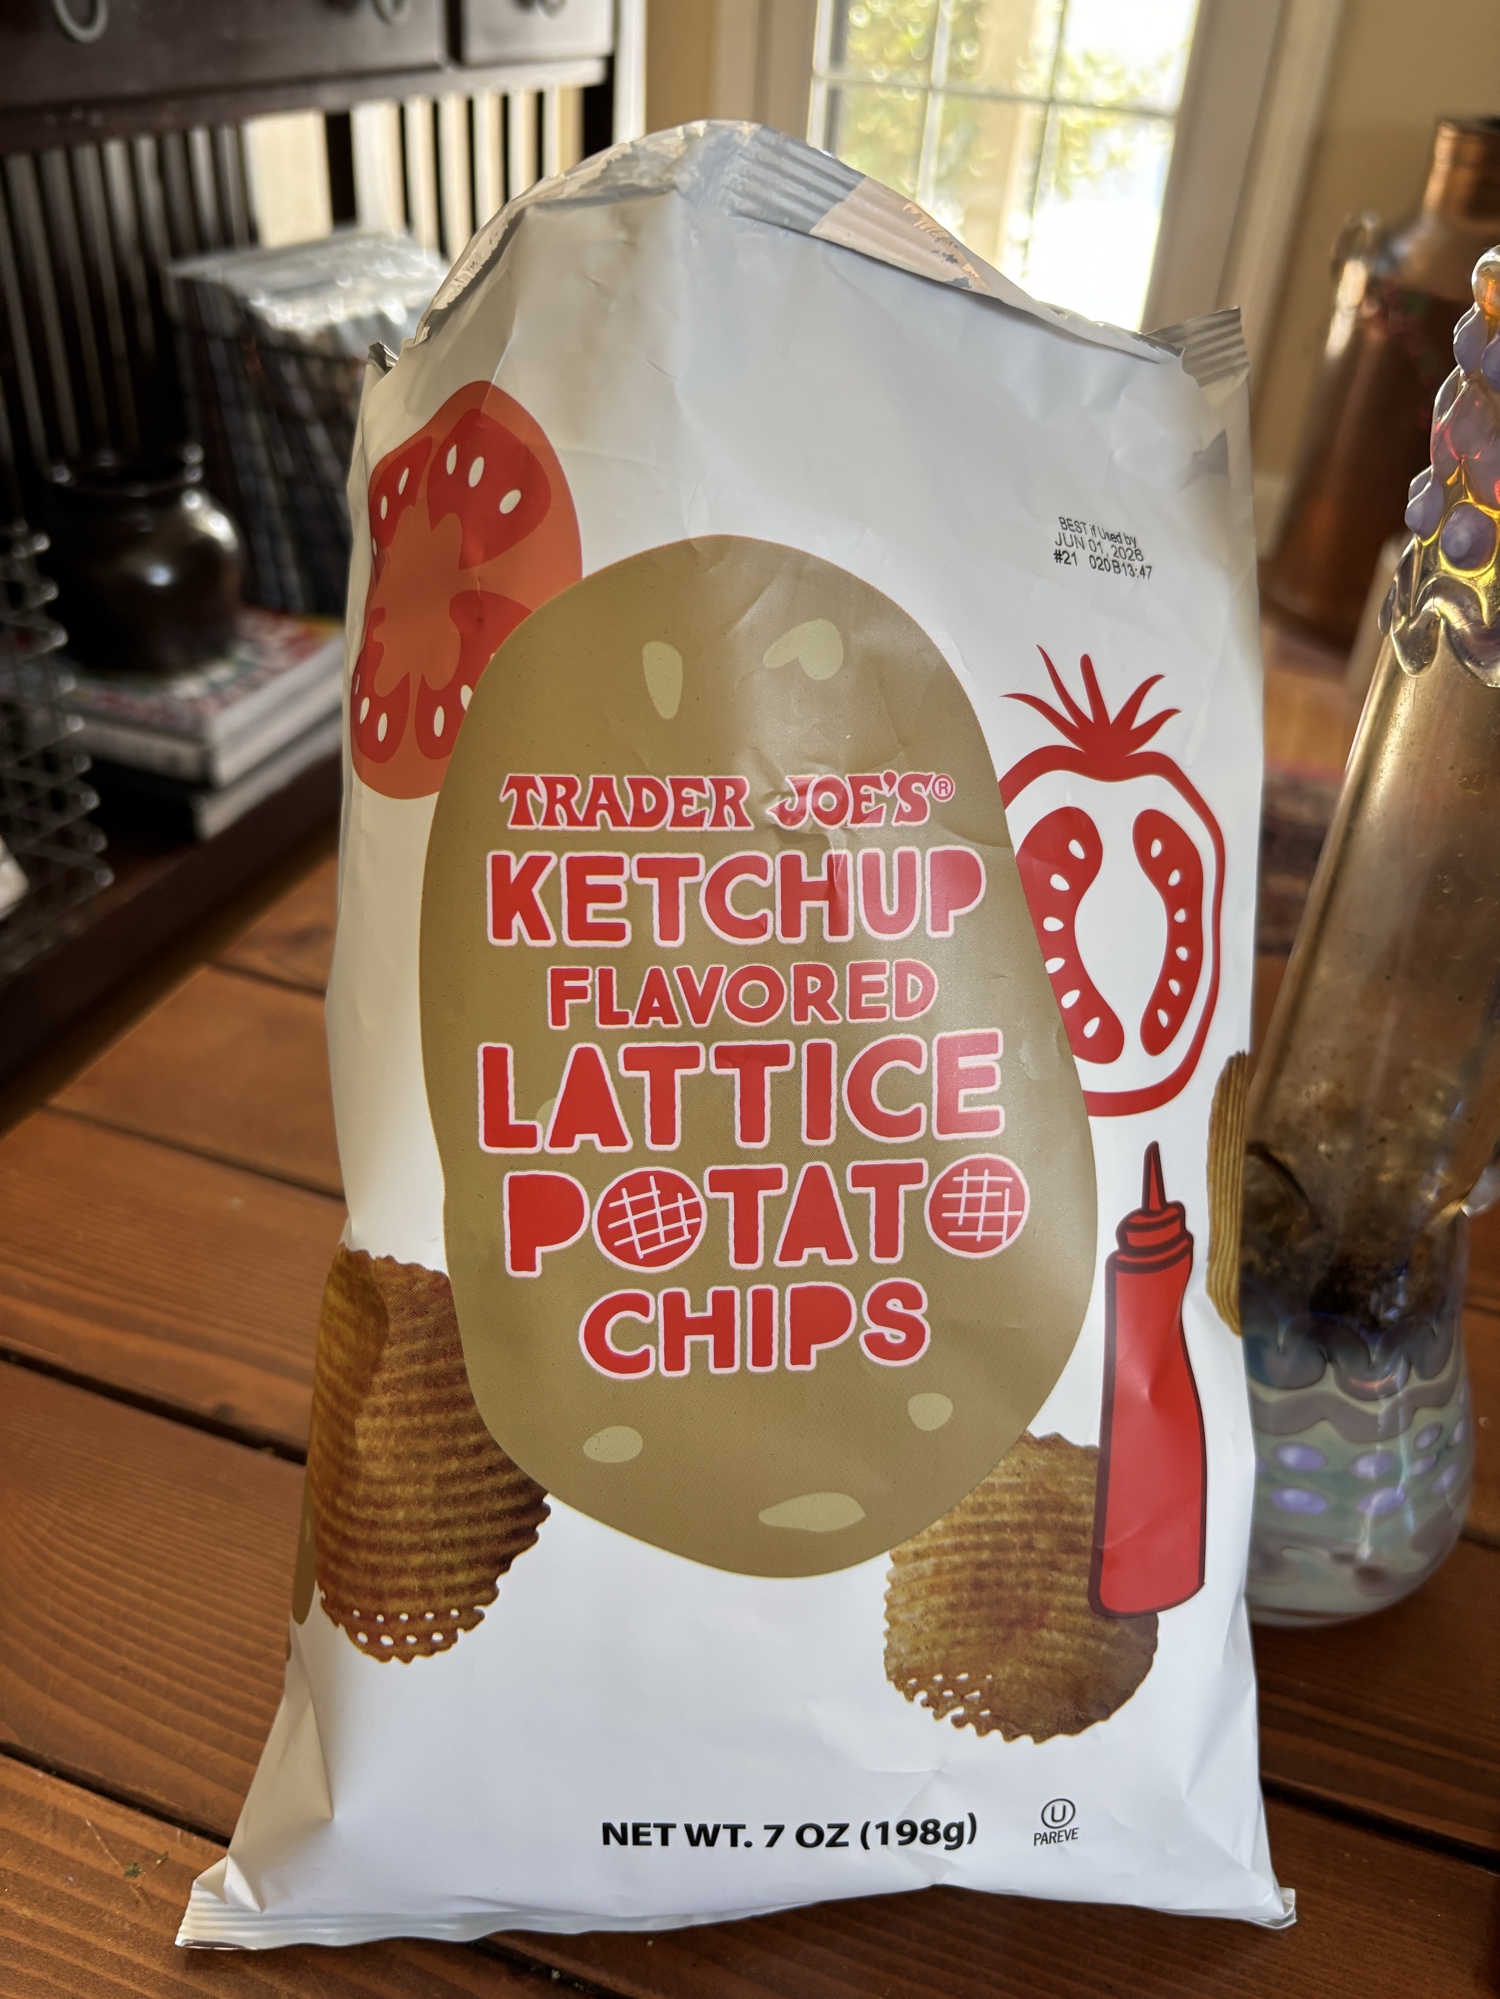 BEST if Used by
JUN 01, 2026
#21 020B13:47
TRADER JOE'S®
KETCHUP
FLAVORED
LATTICE
POTATO
CHIPS
NET WT. 7 OZ (198g)
U
PAREVE